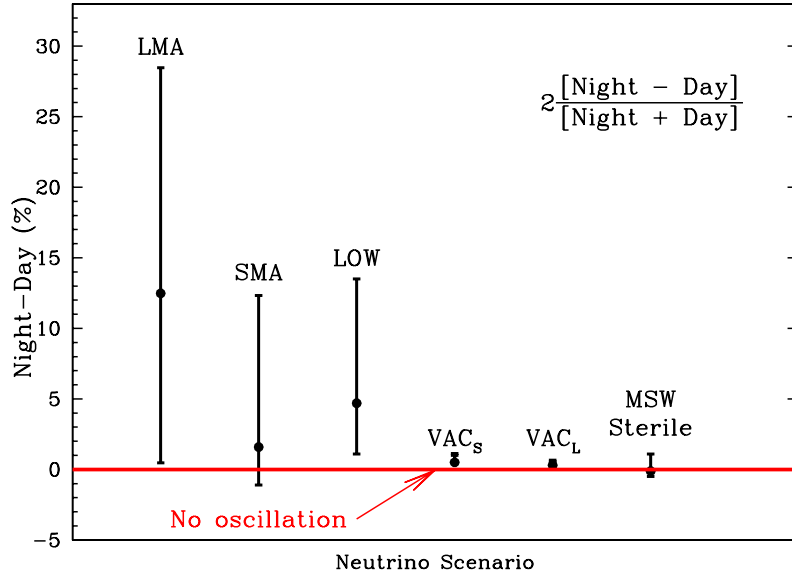 LMA
SMA
LOW
VAC_S
VAC_L
MSW
Sterile
2 [Night − Day]
[Night + Day]
No oscillation
30
25
20
15
10
5
0
−5
Night−Day (%)
Neutrino Scenario